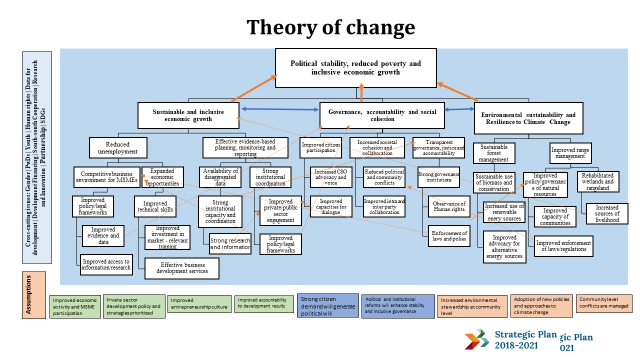 Theory of change
Political stability, reduced poverty and
inclusive economic growth
Sustainable and inclusive
economic growth
Governance, accountability and social
cohesion
Environmental sustainability and
Resilience to Climate Change
Reduced
unemployment
Effective evidence-based
planning, monitoring and
reporting
Improved citizen
participation
Increased societal
cohesion and
collaboration
Transparent
governance, justice and
accountability
Sustainable
forest
management
Improved range
management
Competitive business
environment for MSMEs
Expanded
economic
opportunities
Availability of
disaggregated
data
Strong
institutional
coordination
Increased CSO
advocacy and
voice
Reduced political
and community
conflicts
Strong governance
institutions
Sustainable use
of biomass and
conservation
Improved
policy/governanc
e of natural
resources
Rehabilitated
wetlands and
rangeland
Improved
policy/legal
frameworks
Improved
technical skills
Strong
institutional
capacity and
coordination
Improved
private/public
sector
management
Improved
capacities for
dialogue
Improved intra and
inter party
collaboration
Observance of
Human rights
Increased use of
renewable
energy sources
Improved
capacity of
communities
Increased
sources of
livelihood
Improved
evidence and
data
Improved
investment in
market - relevant
training
Strong research
and information
Improved
policy/legal
frameworks
Enforcement of
laws and policies
Improved
advocacy for
alternative
energy sources
Improved enforcement
of laws/regulations
Improved access to
information/research
Effective business
development services
Cross-cutting issues: Gender | PwDs | Youth | Human rights | Data for
development | Development financing | South-South Cooperation | Research
and Innovation | Partnership | SDGs
Assumptions
Improved economic
activity and MSME
participation
Private sector
development policy and
strategies prioritised
Improved
entrepreneurship culture
Improved accountability
to development results
Strong citizen
demand will generate
political will
Political and institutional
reforms will enhance stability
and inclusive governance
Increased environmental
stewardship at community
level
Adoption of new policies
and approaches to
climate change
Community level
conflicts are managed
Strategic Plan
2018-2021
gic Plan
021